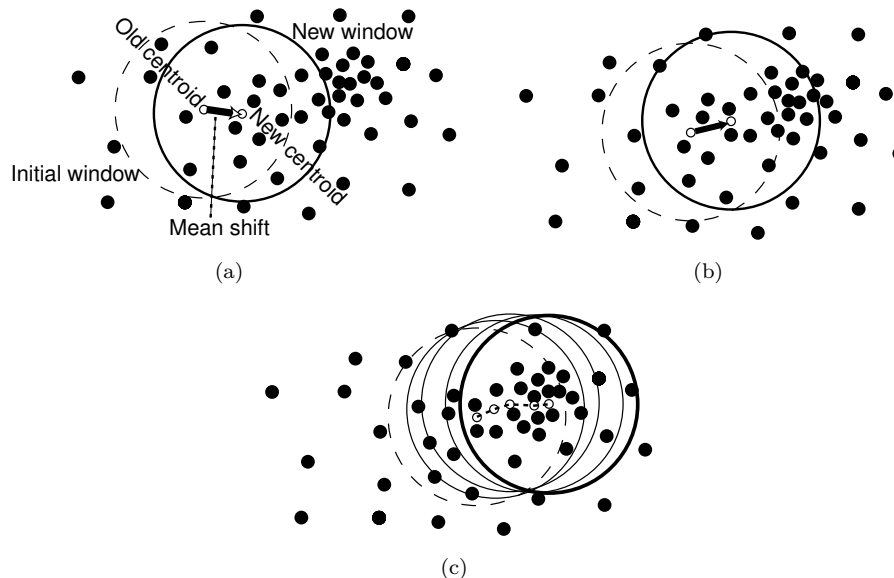 New window
Old centroid
New centroid
Initial window
Mean shift
(a)
(b)
(c)